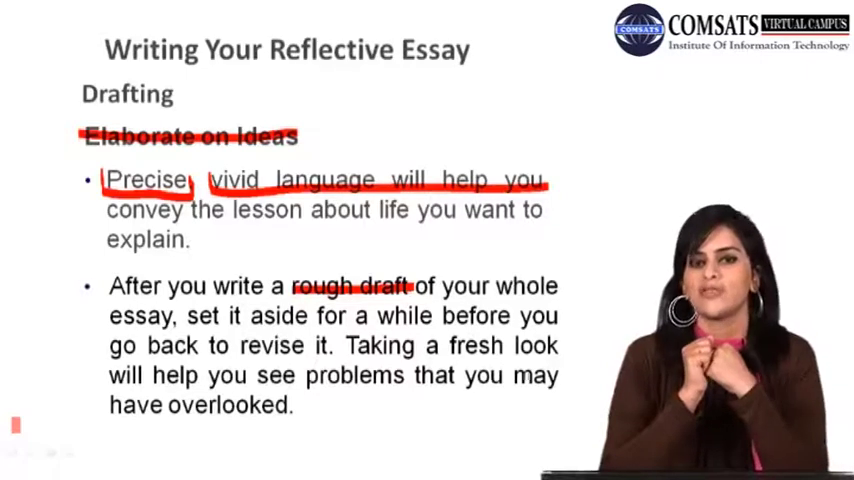 COMSATS VIRTUAL CAMPUS
Institute Of Information Technology
COMSATS
Writing Your Reflective Essay
Drafting
Elaborate on Ideas
• Precise, vivid language will help you
convey the lesson about life you want to
explain.
• After you write a rough draft of your whole
essay, set it aside for a while before you
go back to revise it. Taking a fresh look
will help you see problems that you may
have overlooked.